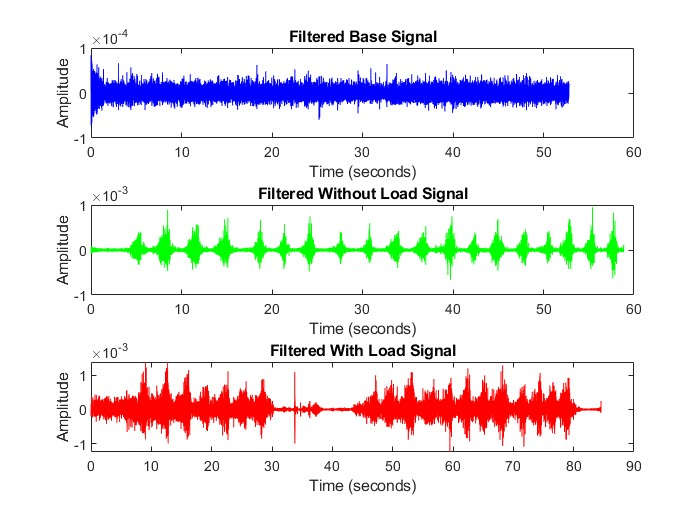 Filtered Base Signal
×10-4
1
0
-1
Amplitude
0 10 20 30 40 50 60
Time (seconds)
Filtered Without Load Signal
×10-3
1
0
-1
Amplitude
0 10 20 30 40 50 60
Time (seconds)
Filtered With Load Signal
×10-3
1
0
-1
Amplitude
0 10 20 30 40 50 60 70 80 90
Time (seconds)